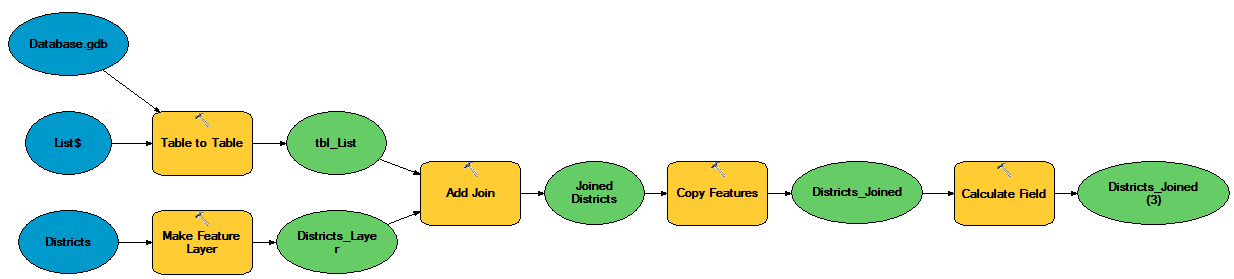 Database.gdb
List$
Table to Table
tbl_List
Districts
Make Feature
Layer
Districts_Laye
r
Add Join
Joined
Districts
Copy Features
Districts_Joined
Calculate Field
Districts_Joined
(3)